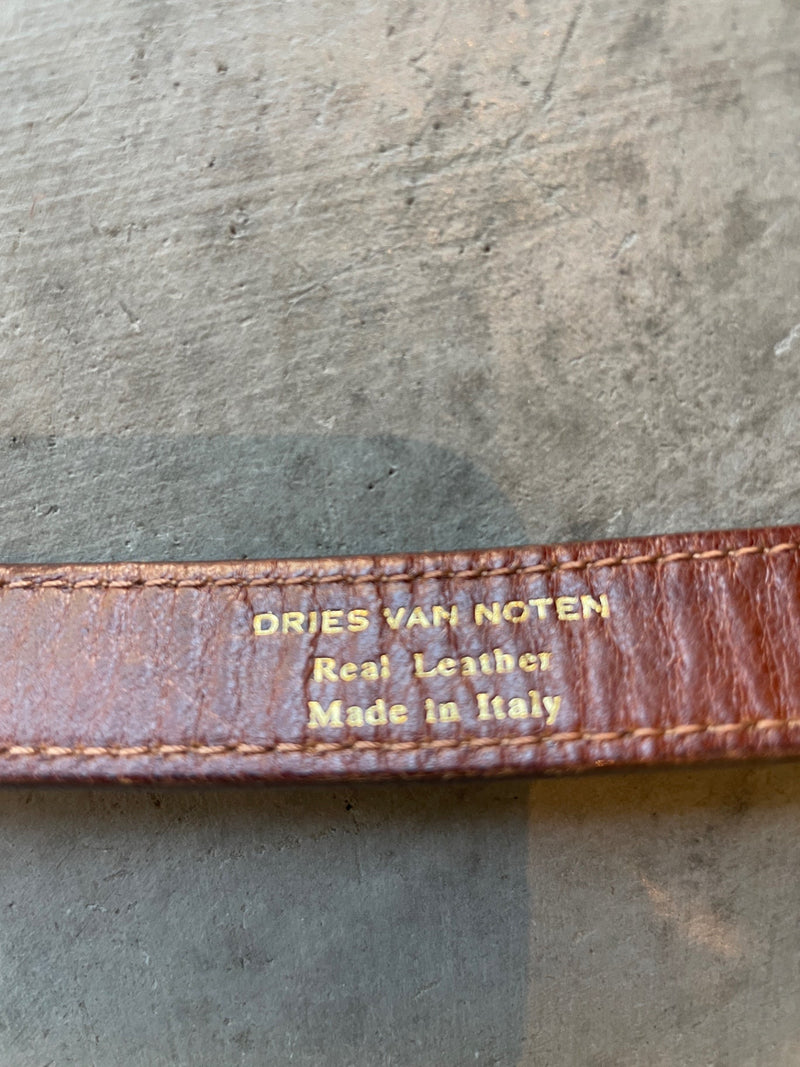 DRIES VAN NOTEN
Real Leather
Made in Italy